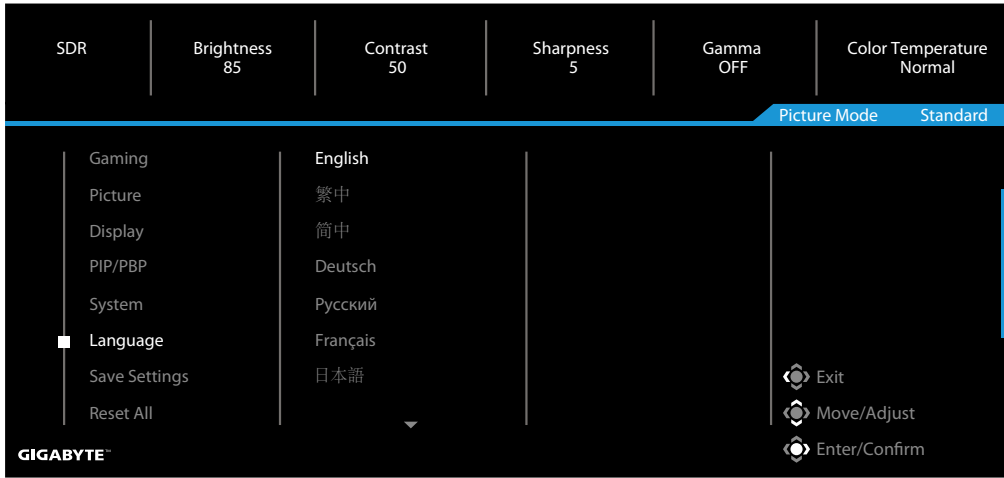 SDR
Brightness
85
Contrast
50
Sharpness
5
Gamma
OFF
Color Temperature
Normal
Picture Mode Standard
Gaming
Picture
Display
PIP/PBP
System
Language
Save Settings
Reset All
English
繁中
简中
Deutsch
Русский
Français
日本語
Exit
Move/Adjust
Enter/Confirm
GIGABYTE™